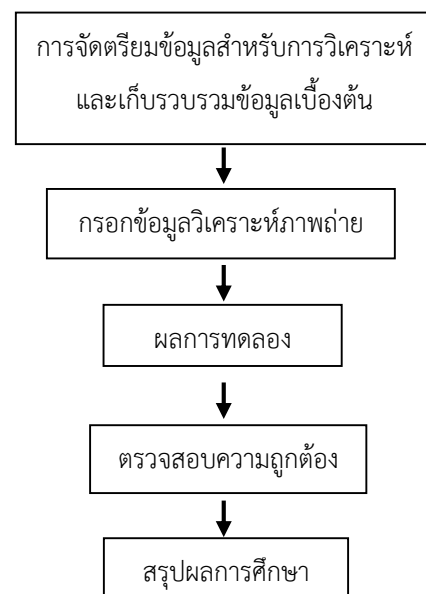 การจัดตรียมข้อมูลสำหรับการวิเคราะห์
และเก็บรวบรวมข้อมูลเบื้องต้น
กรอกข้อมูลวิเคราะห์ภาพถ่าย
ผลการทดลอง
ตรวจสอบความถูกต้อง
สรุปผลการศึกษา